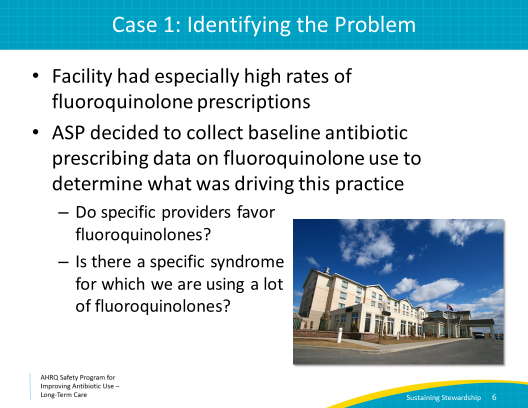 Case 1: Identifying the Problem
• Facility had especially high rates of
fluoroquinolone prescriptions
• ASP decided to collect baseline antibiotic
prescribing data on fluoroquinolone use to
determine what was driving this practice
– Do specific providers favor
fluoroquinolones?
– Is there a specific syndrome
for which we are using a lot
of fluoroquinolones?
AHRQ Safety Program for
Improving Antibiotic Use –
Long-Term Care
Sustaining Stewardship 6